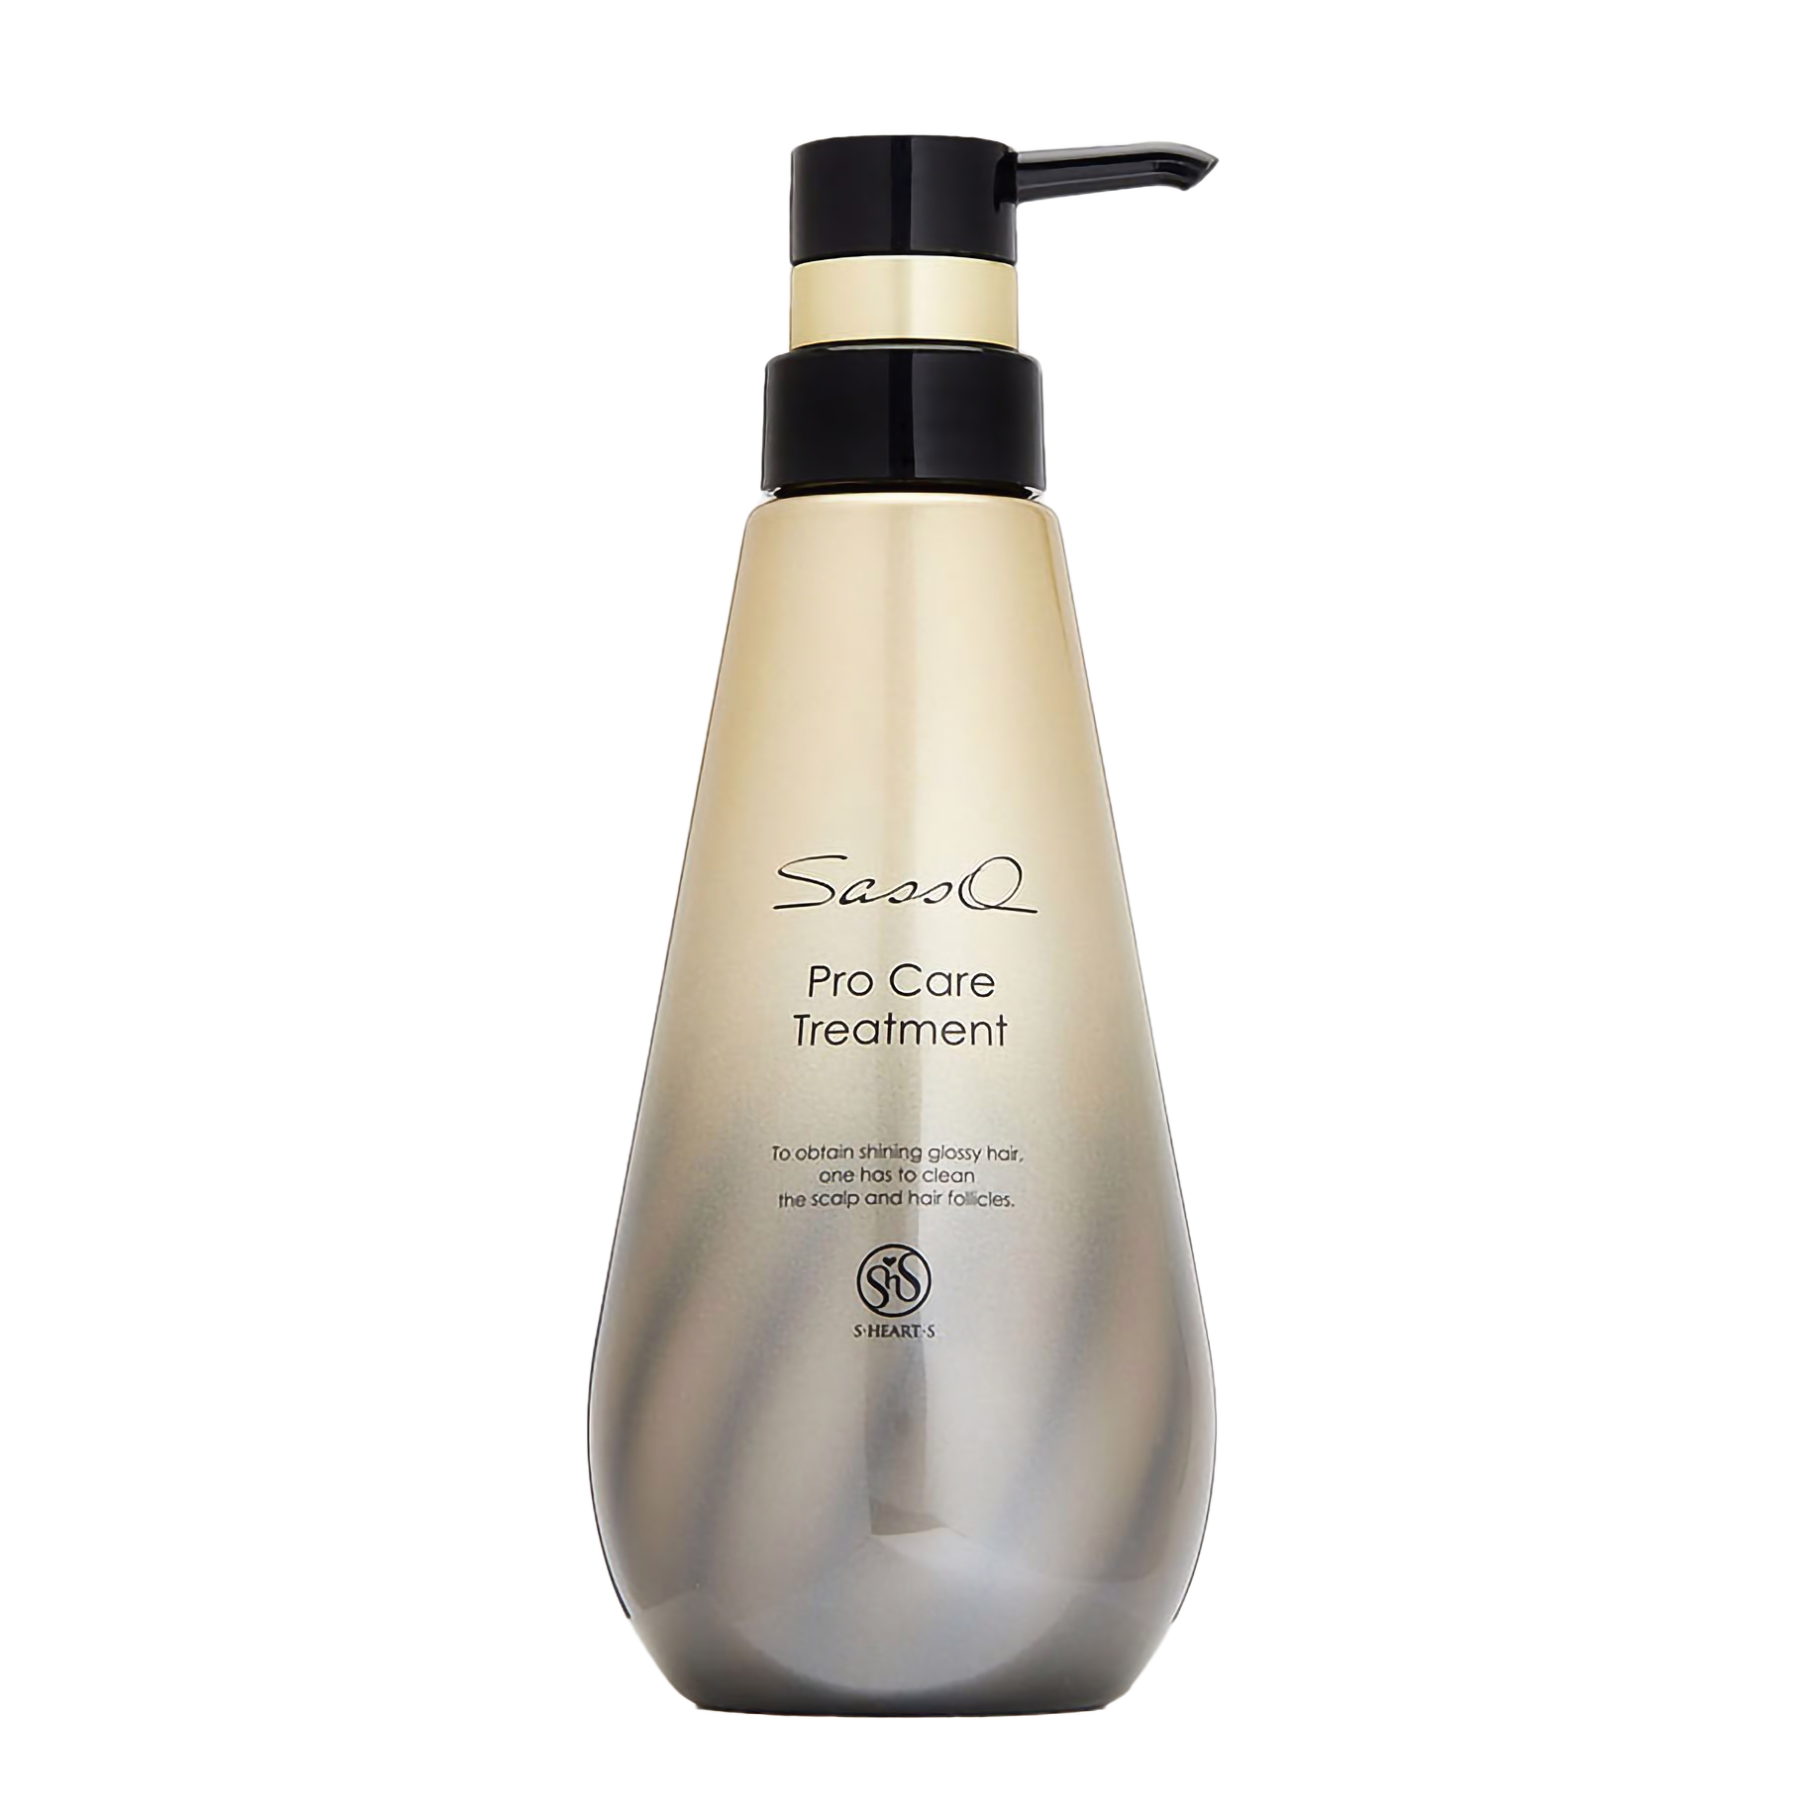 SassQ
Pro Care
Treatment
To obtain shining glossy hair,
one has to clean
the scalp and hair follicles.
ShS
S·HEART·S